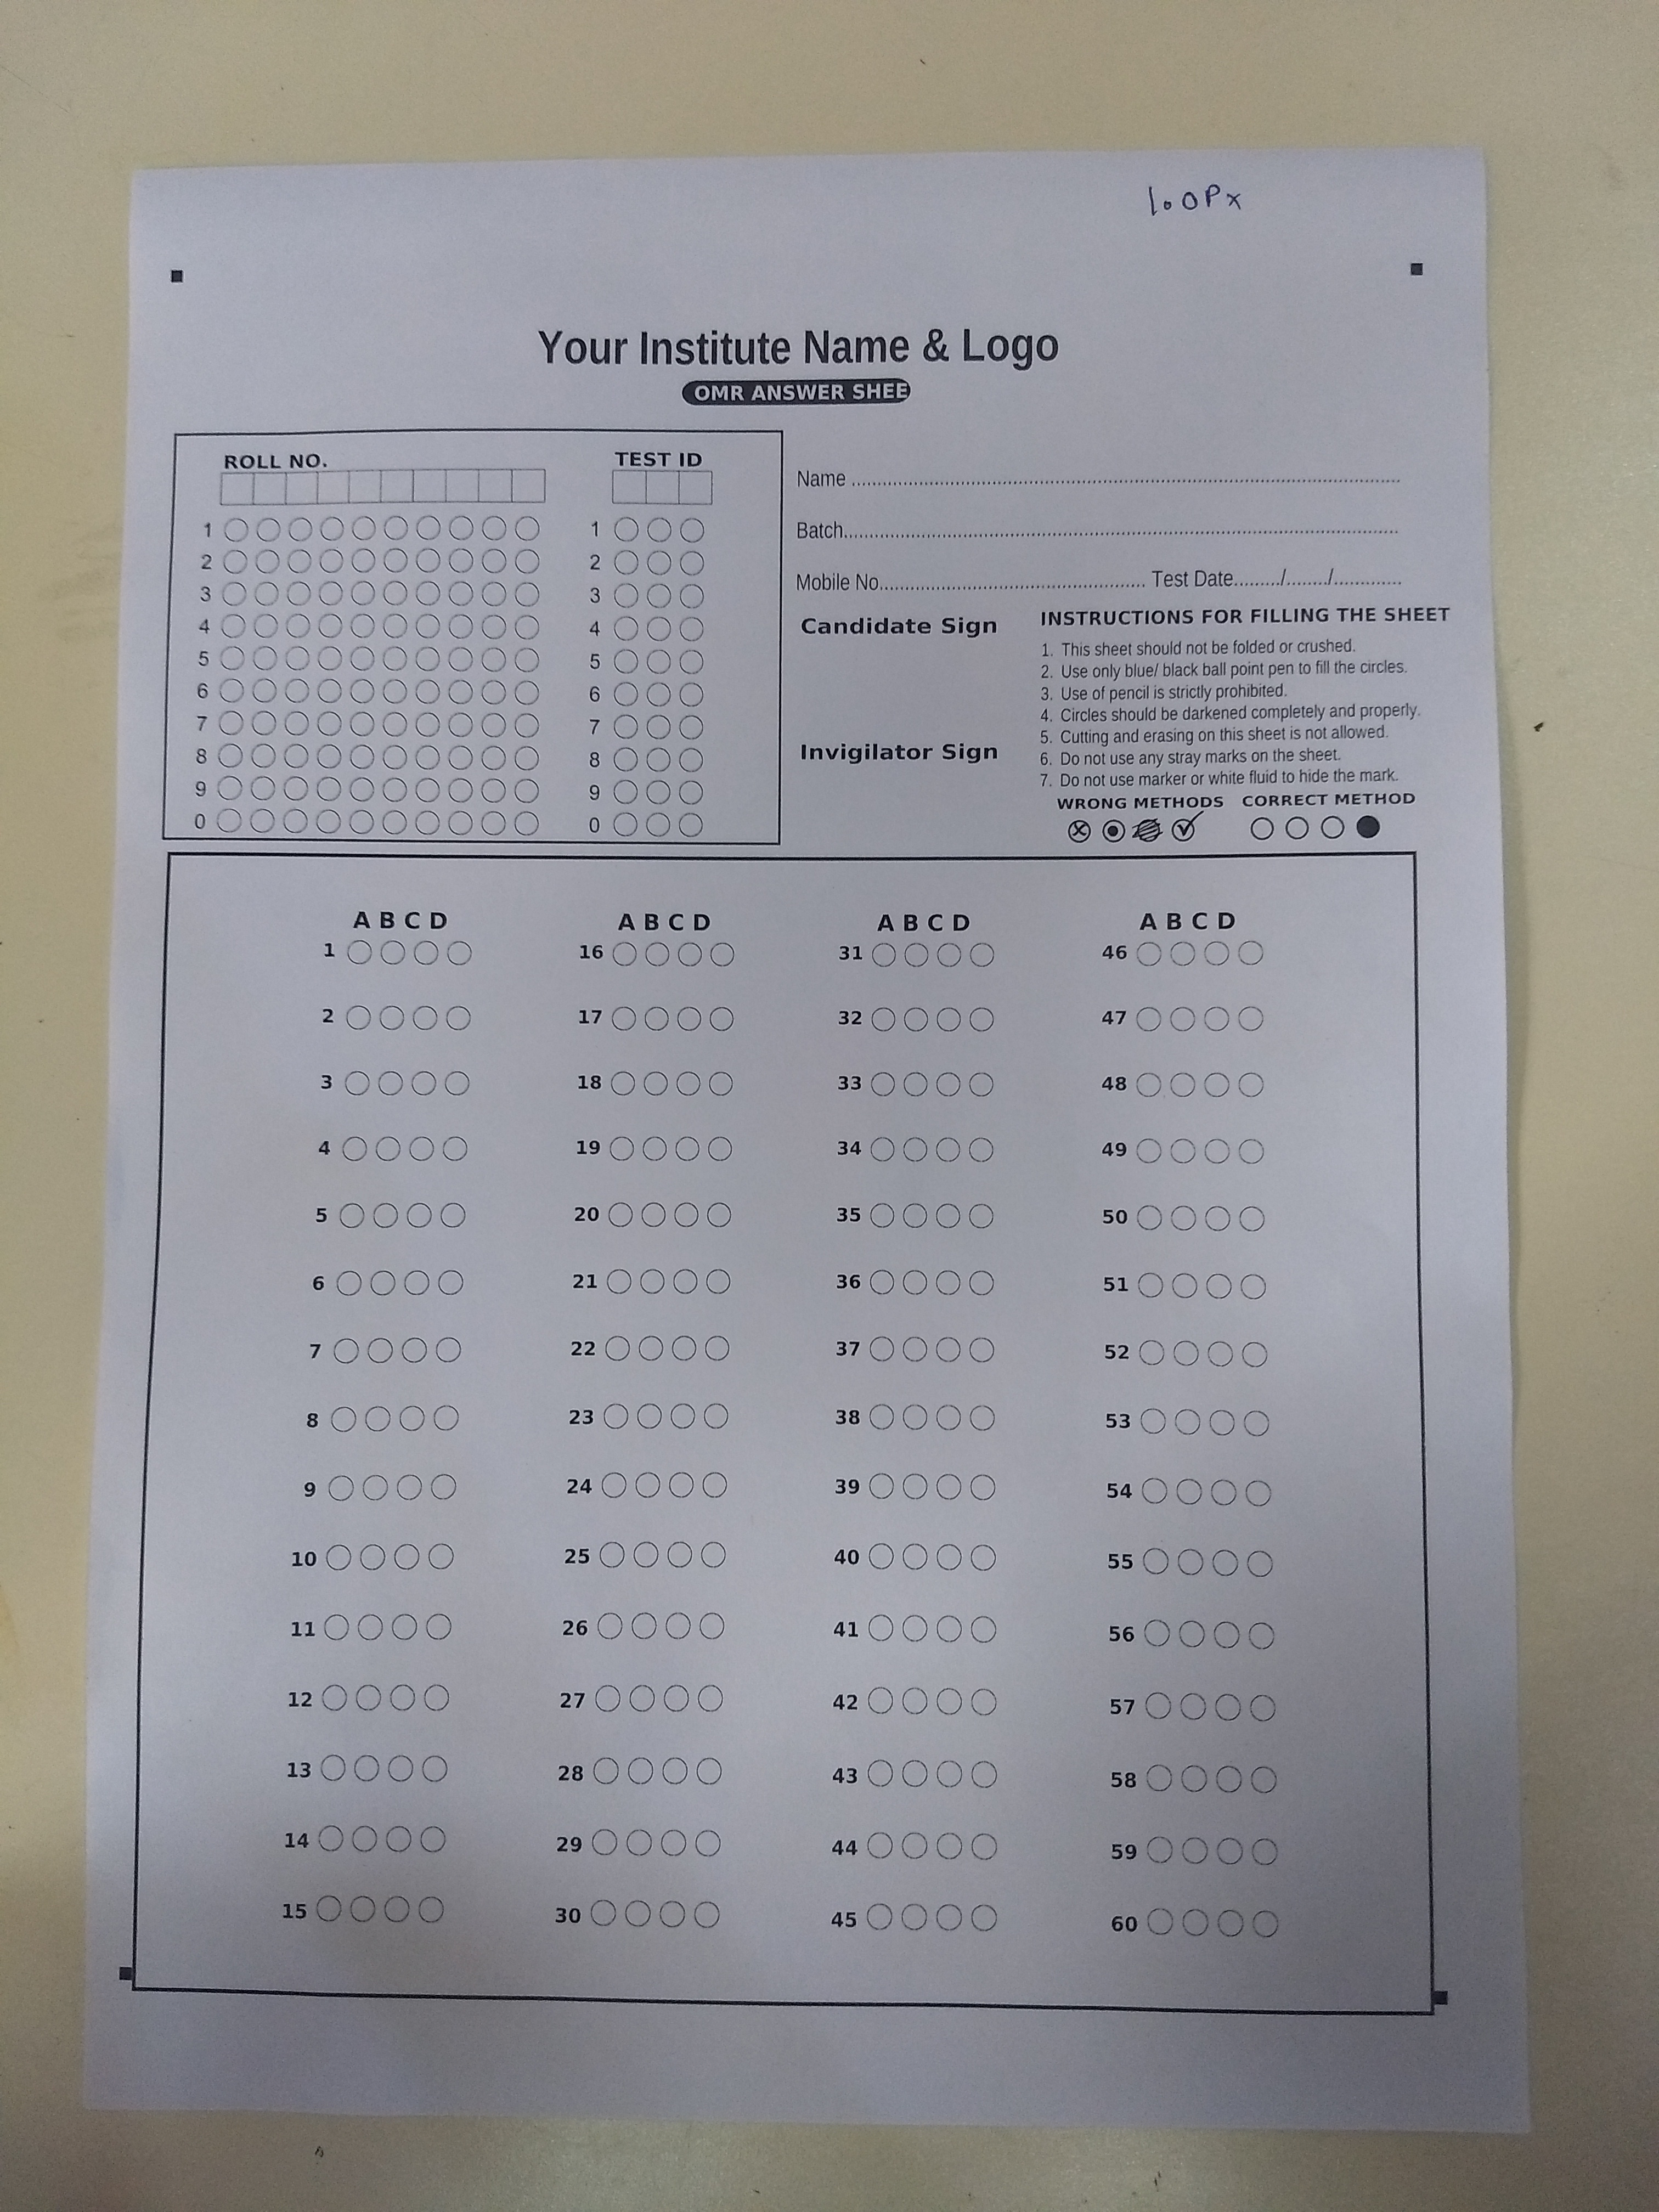 1.0Px
Your Institute Name & Logo
OMR ANSWER SHEE
ROLL NO.
TEST ID
1 1
2 2
3 3
4 4
5 5
6 6
7 7
8 8
9 9
0 0
Name ....................
Batch....................
Mobile No.................... Test Date........./......../.............
Candidate Sign
Invigilator Sign
INSTRUCTIONS FOR FILLING THE SHEET
1. This sheet should not be folded or crushed.
2. Use only blue/ black ball point pen to fill the circles.
3. Use of pencil is strictly prohibited.
4. Circles should be darkened completely and properly.
5. Cutting and erasing on this sheet is not allowed.
6. Do not use any stray marks on the sheet.
7. Do not use marker or white fluid to hide the mark.
WRONG METHODS CORRECT METHOD
A B C D A B C D A B C D A B C D
1 16 31 46
2 17 32 47
3 18 33 48
4 19 34 49
5 20 35 50
6 21 36 51
7 22 37 52
8 23 38 53
9 24 39 54
10 25 40 55
11 26 41 56
12 27 42 57
13 28 43 58
14 29 44 59
15 30 45 60